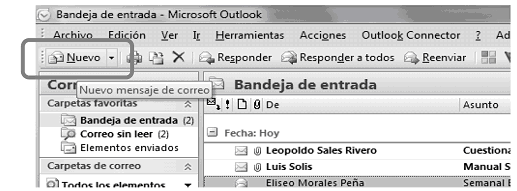 Bandeja de entrada - Microsoft Outlook
Archivo Edición Ver Ir Herramientas Acciones Outlook Connector ? Ad
Nuevo Responder Responder a todos Reenviar
Corr Bandeja de entrada
Nuevo mensaje de correo
Carpetas favoritas De Asunto
Bandeja de entrada (2) Fecha: Hoy
Correo sin leer (2) Leopoldo Sales Rivero Cuestiona
Elementos enviados
Carpetas de correo Luis Solis Manual S
Todos los elementos Eliseo Morales Peña Semanal E